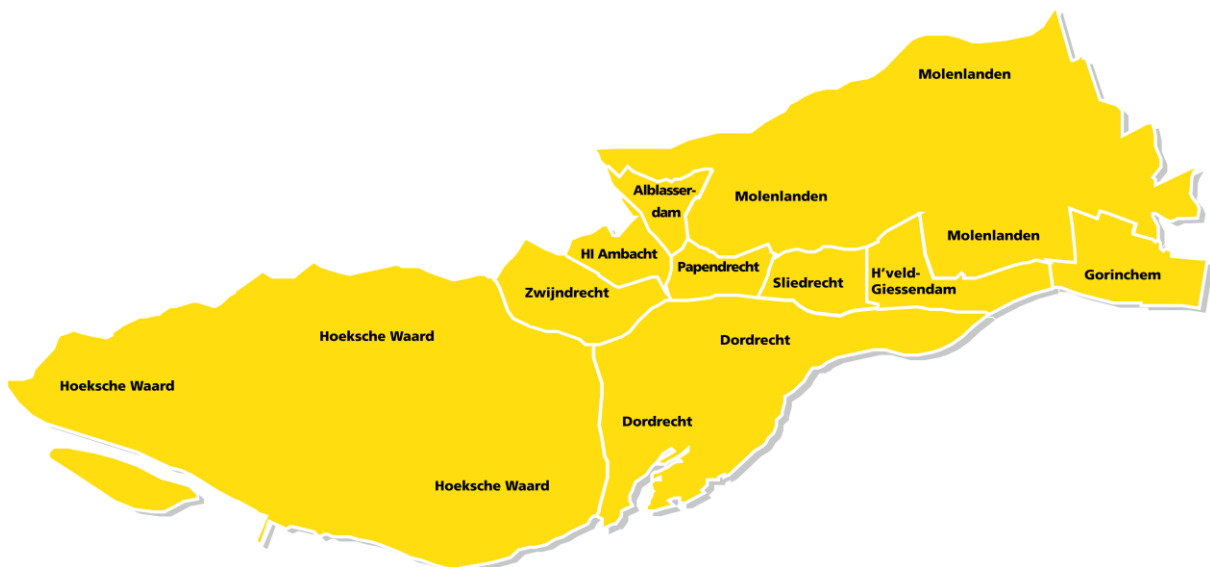 Molenlanden
Alblasser-
dam
Molenlanden
Molenlanden
Hl Ambacht
Papendrecht
Sliedrecht
H'veld-
Giessendam
Gorinchem
Zwijndrecht
Hoeksche Waard
Dordrecht
Hoeksche Waard
Dordrecht
Hoeksche Waard